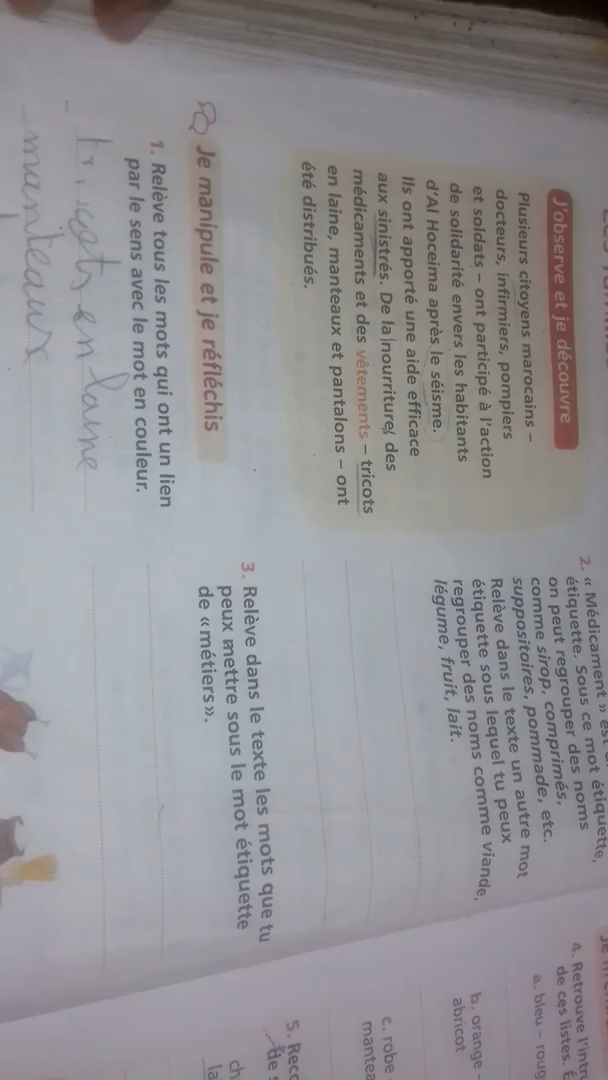 J'observe et je découvre
Plusieurs citoyens marocains –
docteurs, infirmiers, pompiers
et soldats – ont participé à l'action
de solidarité envers les habitants
d'Al Hoceima après le séisme.
Ils ont apporté une aide efficace
aux sinistrés. De la nourriture, des
médicaments et des vêtements – tricots
en laine, manteaux et pantalons – ont
été distribués.
Je manipule et je réfléchis
1. Relève tous les mots qui ont un lien
par le sens avec le mot en couleur.
- tricots en laine
- manteaux
2. « Médicament » est
étiquette. Sous ce mot étiquette,
on peut regrouper des noms
comme sirop, comprimés,
suppositoires, pommade, etc.
Relève dans le texte un autre mot
étiquette sous lequel tu peux
regrouper des noms comme viande,
légume, fruit, lait.
3. Relève dans le texte les mots que tu
peux mettre sous le mot étiquette
de « métiers ».
4. Retrouve l'intr
de ces listes. É
a. bleu – roug
b. orange –
abricot
c. robe
mantea
5. Reco
de s
ch
la